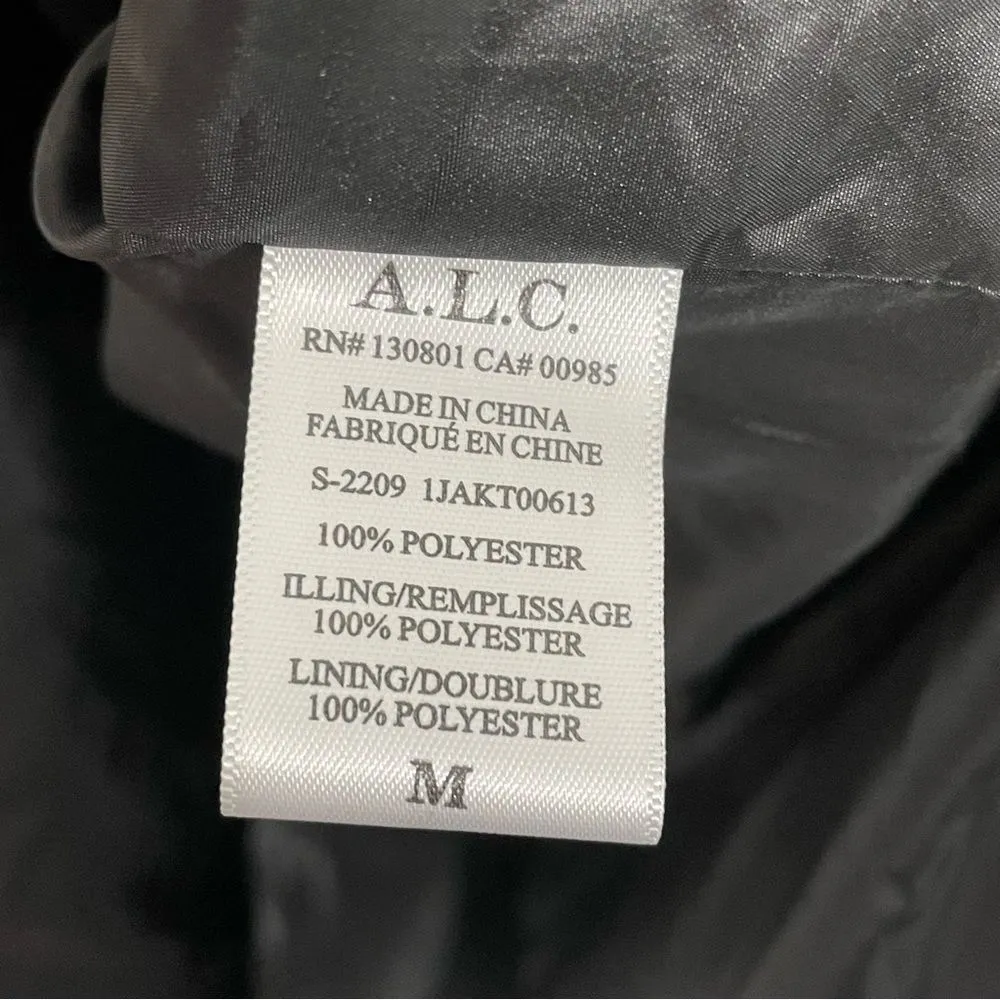 A.L.C.
RN# 130801 CA# 00985
MADE IN CHINA
FABRIQUÉ EN CHINE
S-2209 1JAKT00613
100% POLYESTER
ILLING/REMPLISSAGE
100% POLYESTER
LINING/DOUBLURE
100% POLYESTER
M